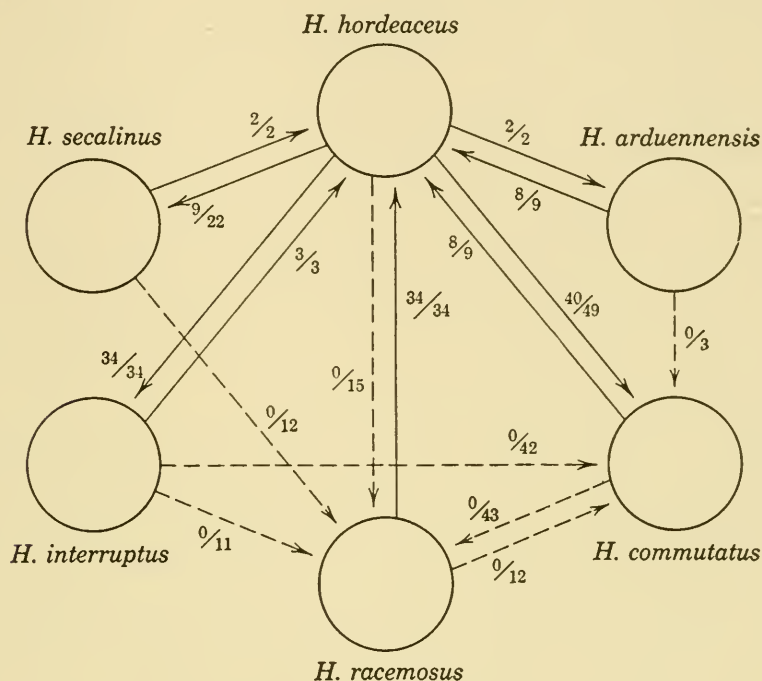 H. hordeaceus
H. secalinus
2/2
2/2
H. arduennensis
9/22
8/9
3/3
8/9
34/34
40/49
34/34
0/15
0/3
0/12
0/42
0/43
H. interruptus
0/11
0/12
H. commutatus
H. racemosus